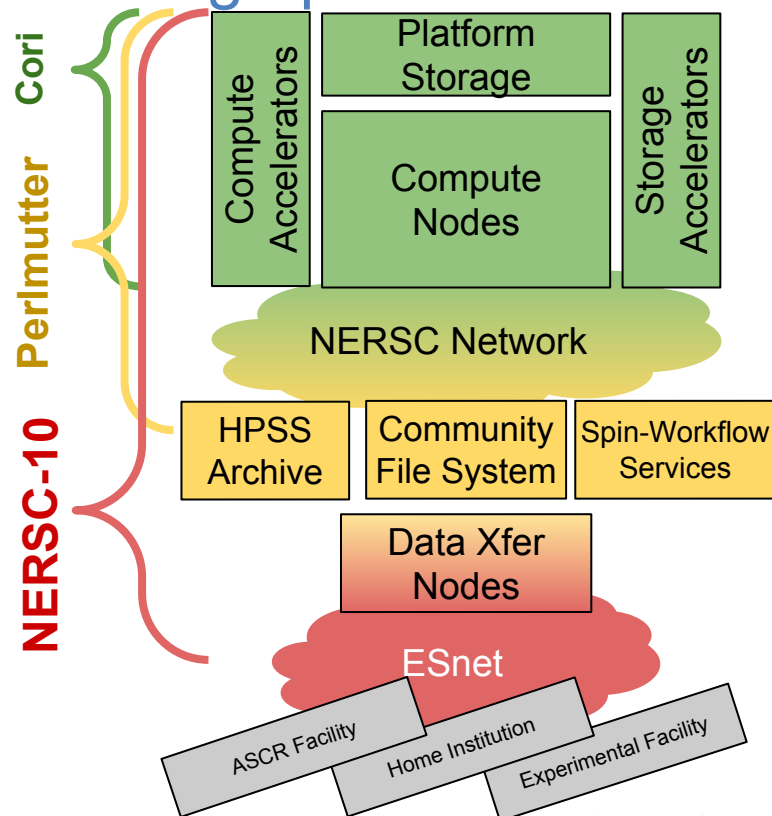 Cori
Perlmutter
NERSC-10
Compute
Accelerators
Platform
Storage
Compute
Nodes
Storage
Accelerators
NERSC Network
HPSS
Archive
Community
File System
Spin-Workflow
Services
Data Xfer
Nodes
ESnet
ASCR Facility
Home Institution
Experimental Facility